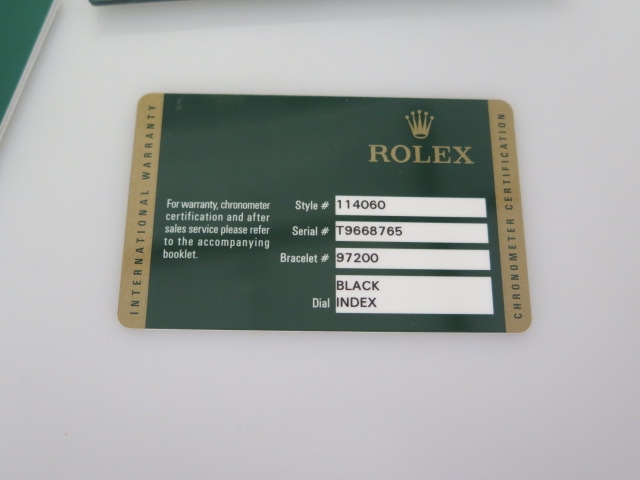 INTERNATIONAL WARRANTY
ROLEX
For warranty, chronometer
certification and after
sales service please refer
to the accompanying
booklet.
Style # 114060
Serial # T9668765
Bracelet # 97200
Dial BLACK
INDEX
CHRONOMETER CERTIFICATION